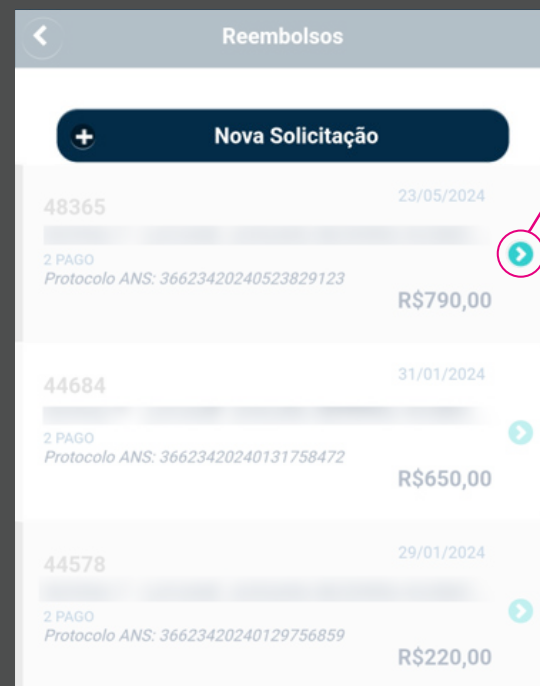 Reembolsos
Nova Solicitação
48365
23/05/2024
2 PAGO
Protocolo ANS: 36623420240523829123
R$790,00
44684
31/01/2024
2 PAGO
Protocolo ANS: 36623420240131758472
R$650,00
44578
29/01/2024
2 PAGO
Protocolo ANS: 36623420240129756859
R$220,00